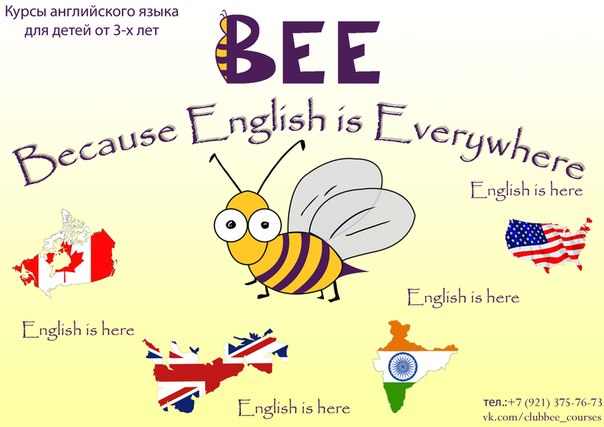 Курсы английского языка
для детей от 3-х лет
BEE
Because English is Everywhere
English is here
English is here
English is here
English is here
тел.:+7 (921) 375-76-73
vk.com/clubbee_courses